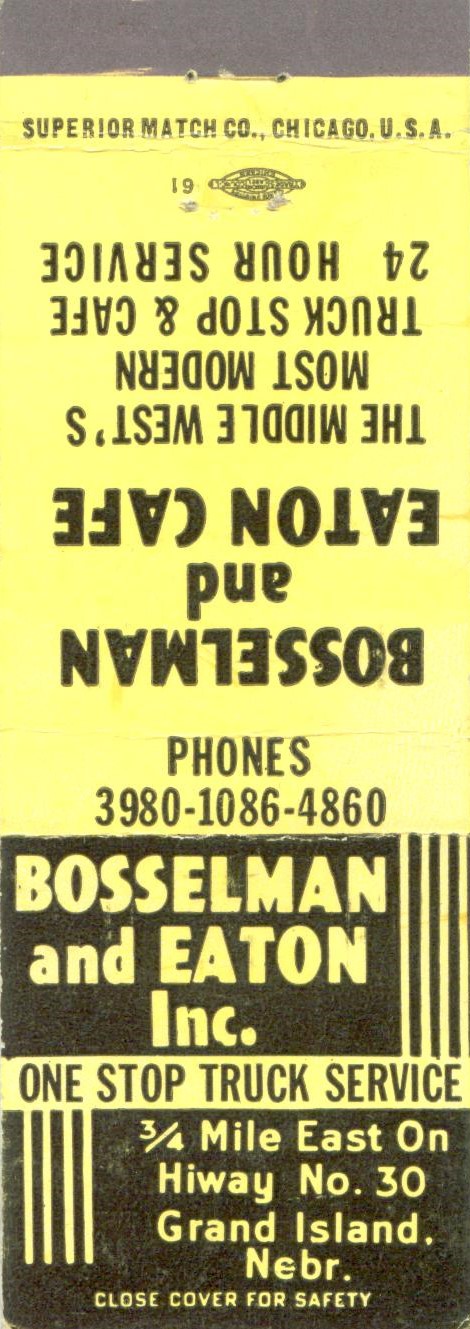 SUPERIOR MATCH CO., CHICAGO, U.S.A.
19
BOSSELMAN
and
EATON CAFE
THE MIDDLE WEST'S
MOST MODERN
TRUCK STOP & CAFE
24 HOUR SERVICE
PHONES
3980-1086-4860
BOSSELMAN
and EATON
Inc.
ONE STOP TRUCK SERVICE
3/4 Mile East On
Hiway No. 30
Grand Island,
Nebr.
CLOSE COVER FOR SAFETY